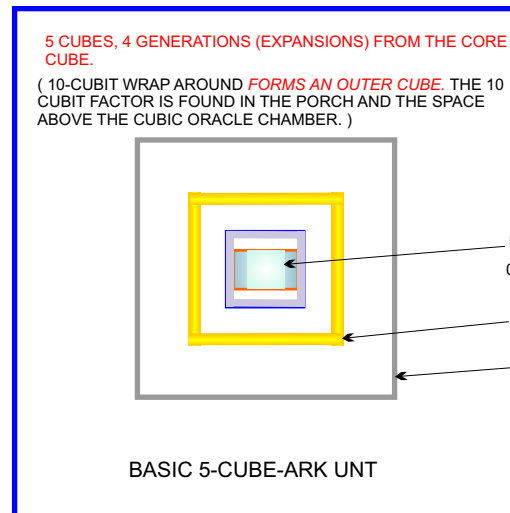 5 CUBES, 4 GENERATIONS (EXPANSIONS) FROM THE CORE
CUBE.
( 10-CUBIT WRAP AROUND FORMS AN OUTER CUBE. THE 10
CUBIT FACTOR IS FOUND IN THE PORCH AND THE SPACE
ABOVE THE CUBIC ORACLE CHAMBER. )
BASIC 5-CUBE-ARK UNT